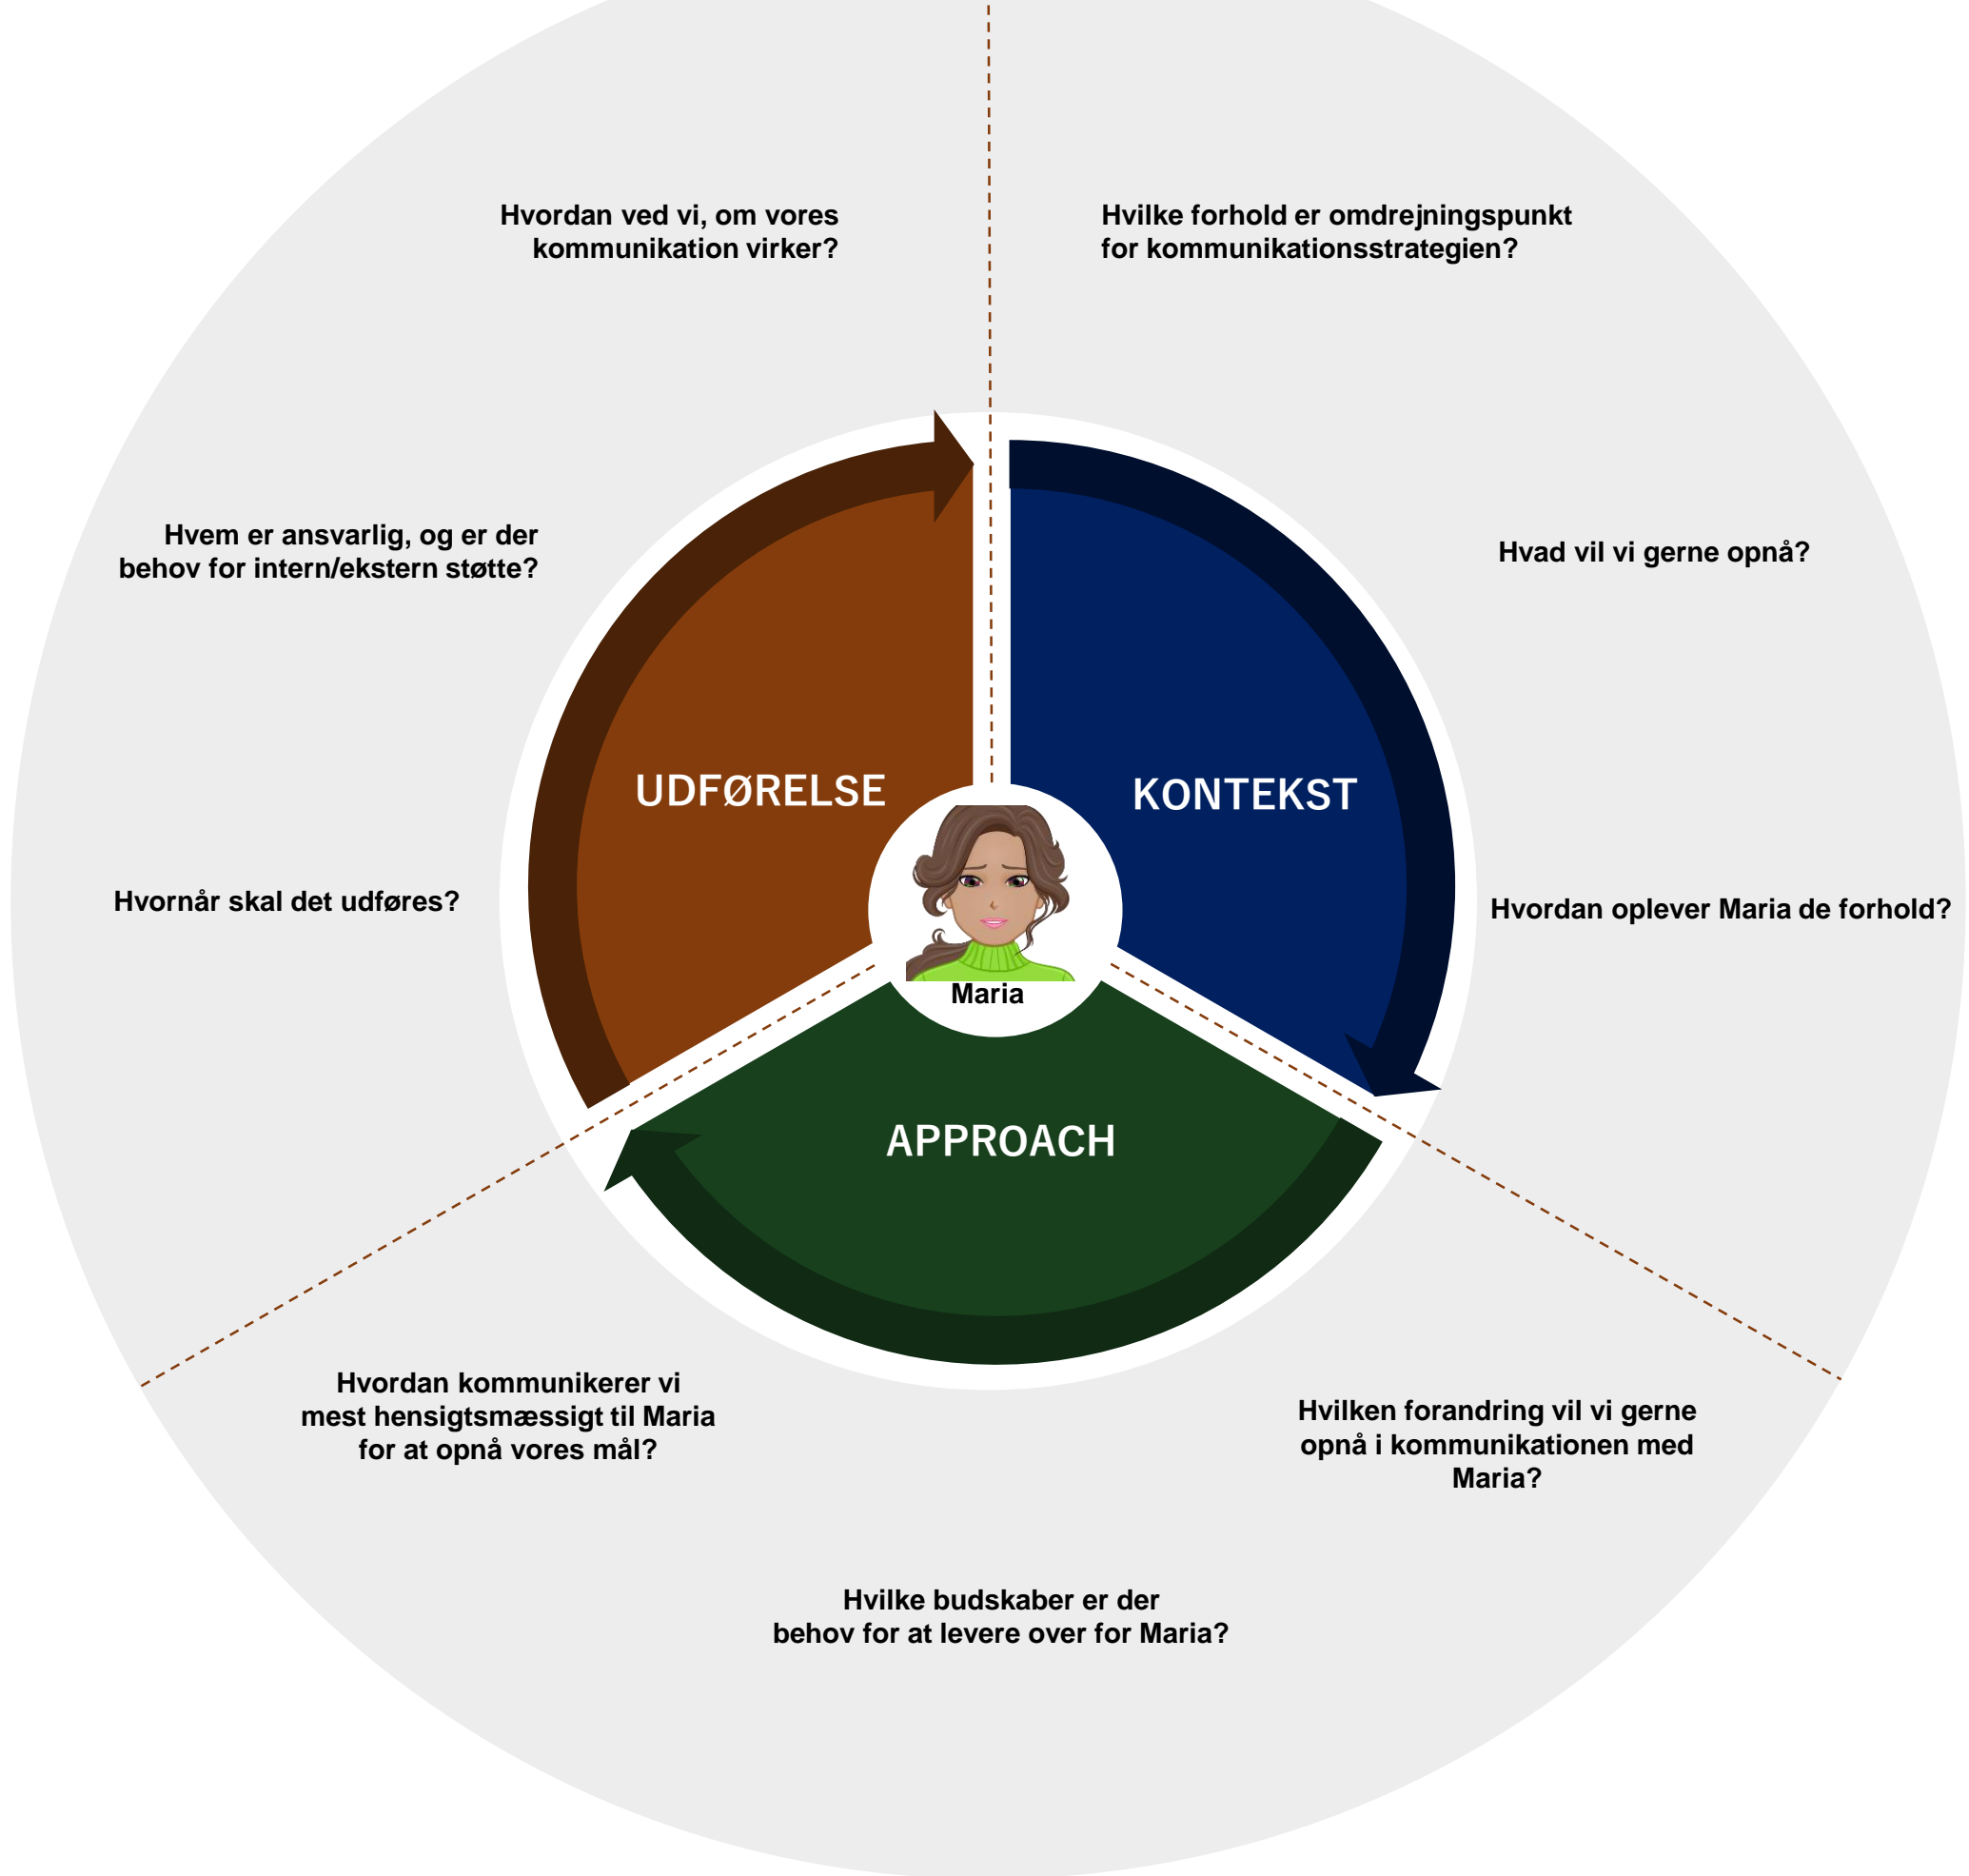 Hvordan ved vi, om vores
kommunikation virker?
Hvilke forhold er omdrejningspunkt
for kommunikationsstrategien?
Hvem er ansvarlig, og er der
behov for intern/ekstern støtte?
Hvad vil vi gerne opnå?
UDFØRELSE
KONTEKST
Hvornår skal det udføres?
Hvordan oplever Maria de forhold?
Maria
APPROACH
Hvordan kommunikerer vi
mest hensigtsmæssigt til Maria
for at opnå vores mål?
Hvilken forandring vil vi gerne
opnå i kommunikationen med
Maria?
Hvilke budskaber er der
behov for at levere over for Maria?